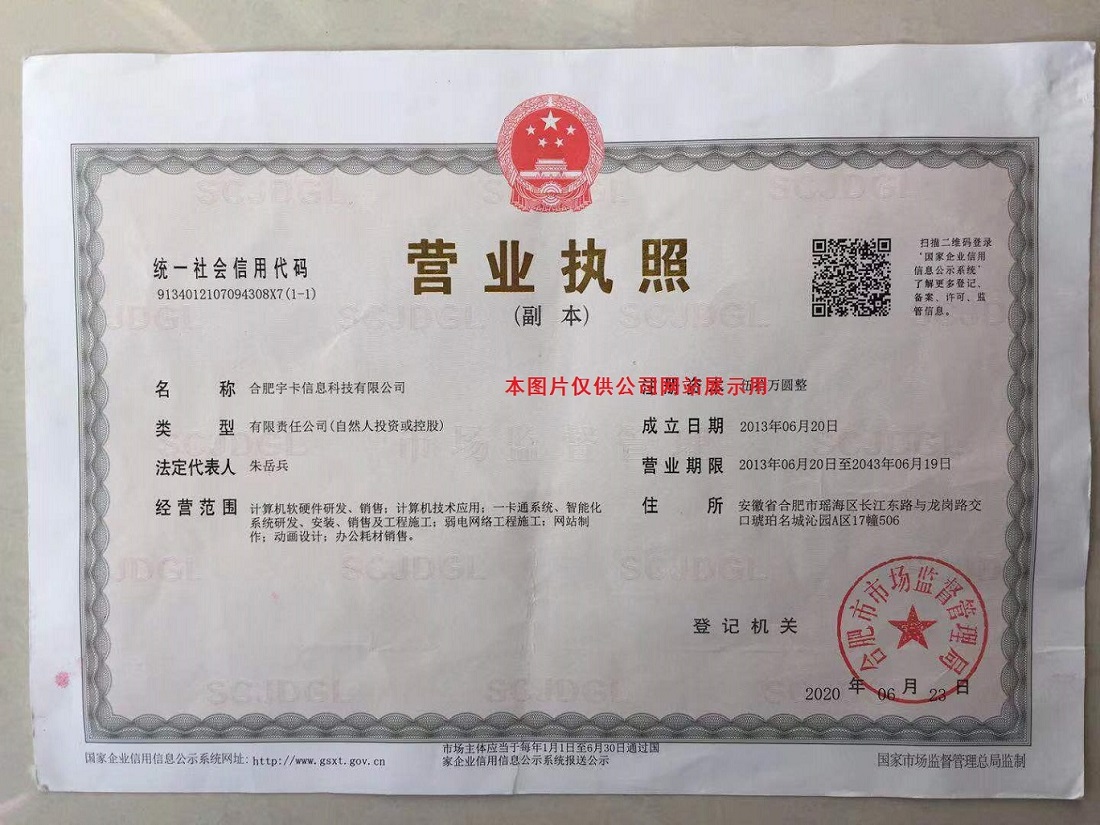 营业执照
(副 本)
统一社会信用代码
9134012107094308X7(1-1)
扫描二维码登录
‘国家企业信用
信息公示系统’
了解更多登记、
备案、许可、监
管信息。
名 称 合肥宇卡信息科技有限公司
类 型 有限责任公司(自然人投资或控股)
法定代表人 朱岳兵
经营范围 计算机软硬件研发、销售;计算机技术应用;一卡通系统、智能化
系统研发、安装、销售及工程施工;弱电网络工程施工;网站制
作;动画设计;办公耗材销售。
本图片仅供公司网站展示用
万圆整
成立日期 2013年06月20日
营业期限 2013年06月20日至2043年06月19日
住 所 安徽省合肥市瑶海区长江东路与龙岗路交
口琥珀名城沁园A区17幢506
登记机关
合肥市市场监督管理局
2020 年 06 月 23 日
国家企业信用信息公示系统网址:http://www.gsxt.gov.cn
市场主体应当于每年1月1日至6月30日通过国
家企业信用信息公示系统报送公示
国家市场监督管理总局监制